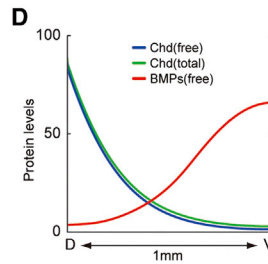 D
100
Chd(free)
Chd(total)
BMPs(free)
Protein levels
50
0
D
V
1mm